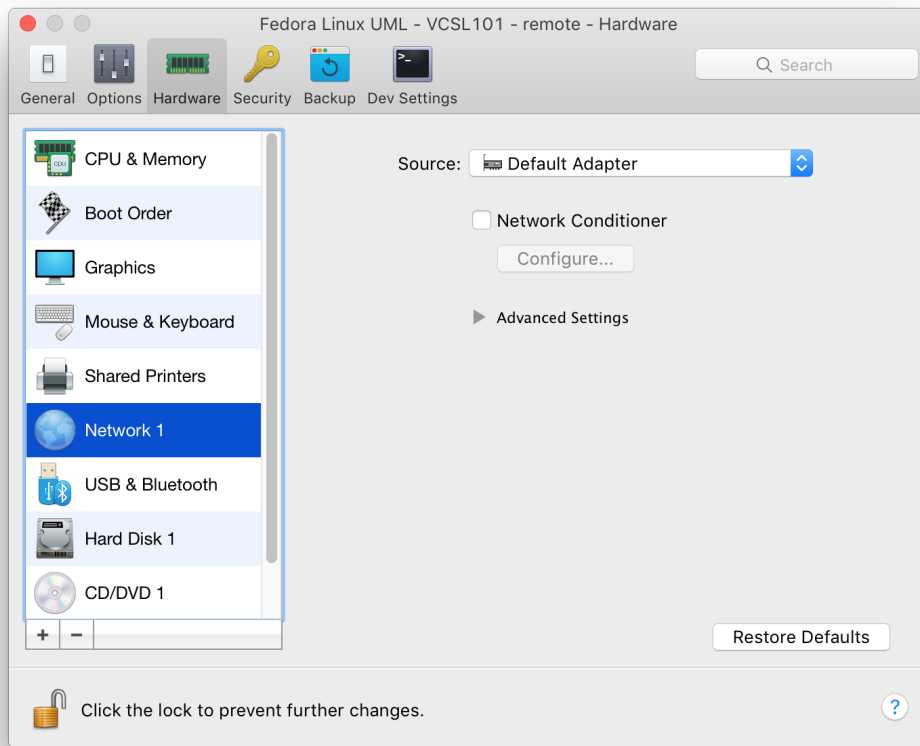 Fedora Linux UML - VCSL101 - remote - Hardware
General Options Hardware Security Backup Dev Settings
Search
CPU & Memory
Boot Order
Graphics
Mouse & Keyboard
Shared Printers
Network 1
USB & Bluetooth
Hard Disk 1
CD/DVD 1
+ −
Source: Default Adapter
Network Conditioner
Configure...
Advanced Settings
Restore Defaults
Click the lock to prevent further changes.
?